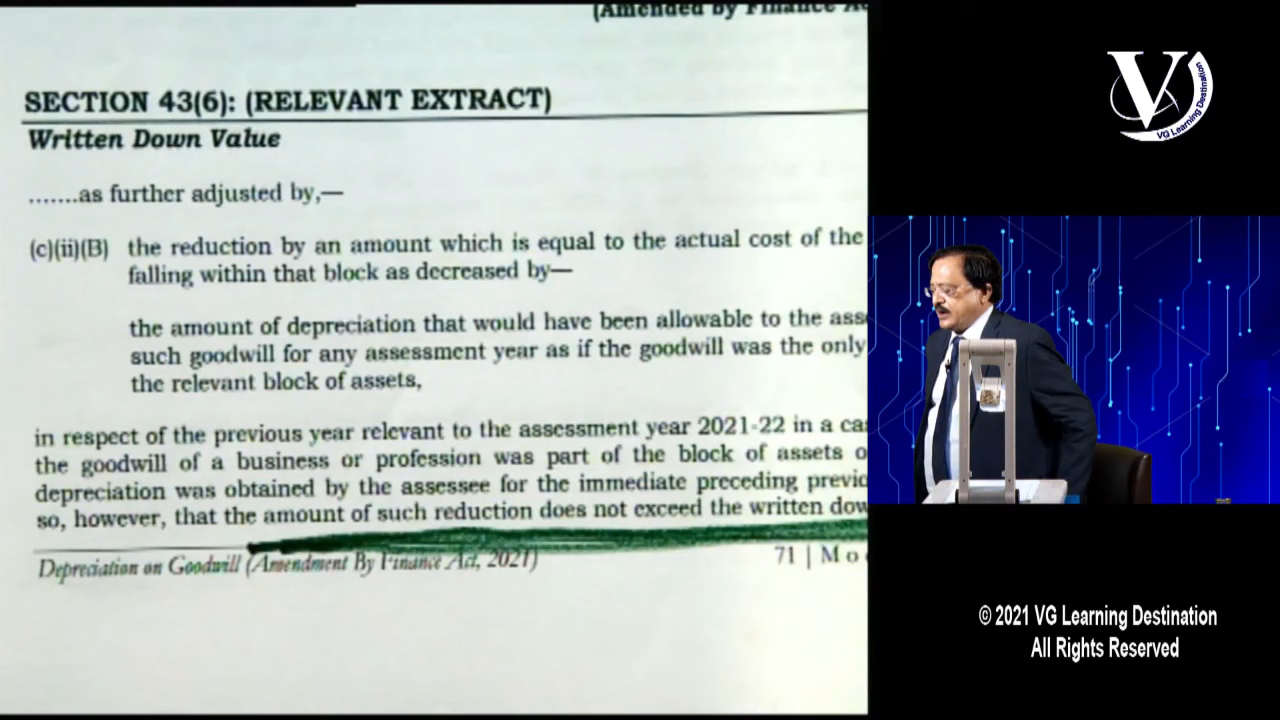 (Amended by Finance Ac
SECTION 43(6): (RELEVANT EXTRACT)
Written Down Value
.......as further adjusted by,—
(c)(ii)(B) the reduction by an amount which is equal to the actual cost of the
falling within that block as decreased by—
the amount of depreciation that would have been allowable to the ass
such goodwill for any assessment year as if the goodwill was the only
the relevant block of assets,
in respect of the previous year relevant to the assessment year 2021-22 in a ca
the goodwill of a business or profession was part of the block of assets o
depreciation was obtained by the assessee for the immediate preceding previo
so, however, that the amount of such reduction does not exceed the written dow
Depreciation on Goodwill (Amendment By Finance Act, 2021)
71 | Mo
V
VG Learning Destination
© 2021 VG Learning Destination
All Rights Reserved